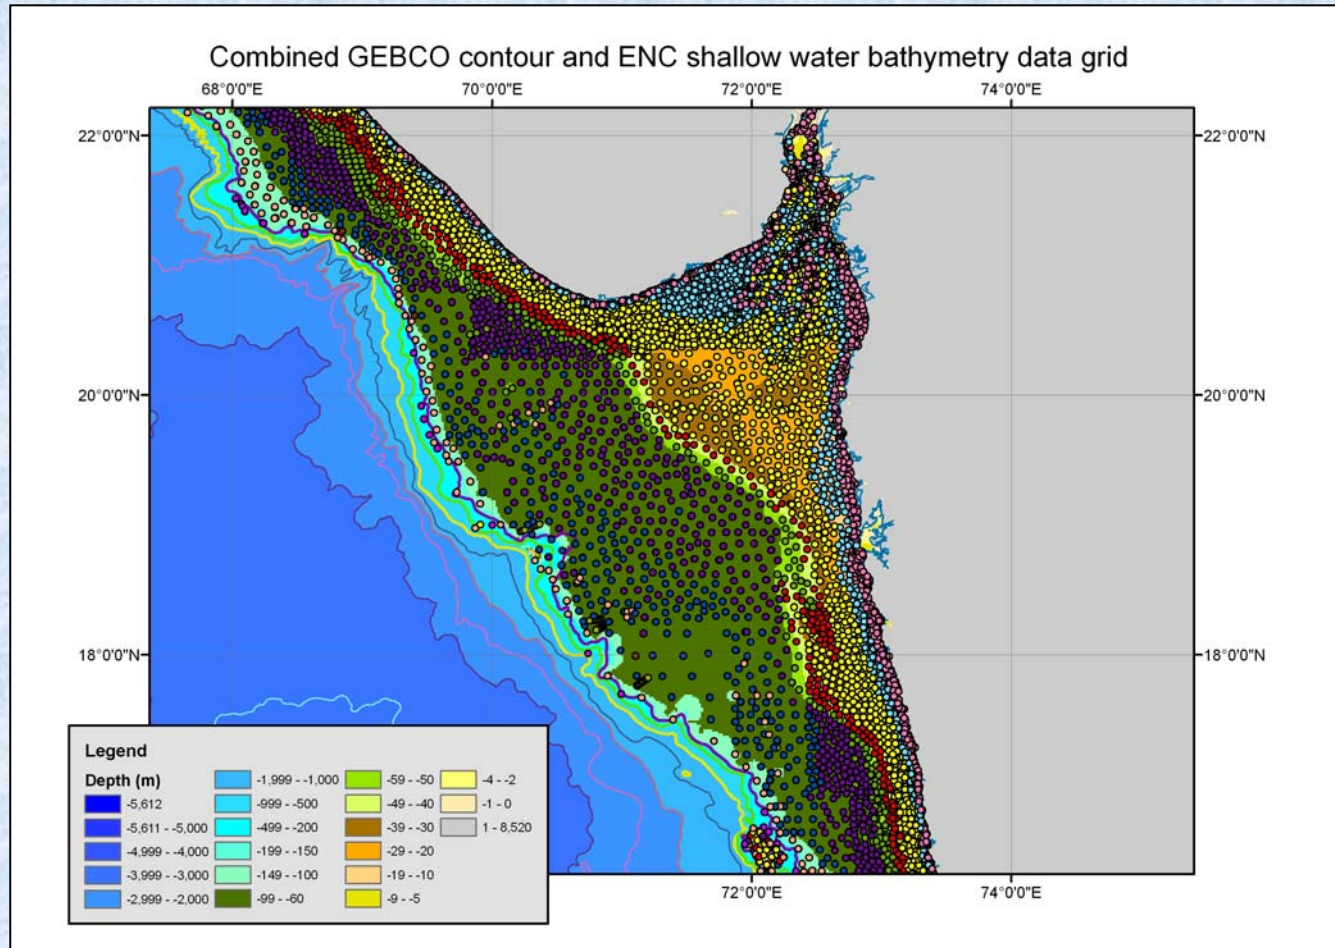 Combined GEBCO contour and ENC shallow water bathymetry data grid
68°0'0"E 70°0'0"E 72°0'0"E 74°0'0"E
22°0'0"N 22°0'0"N
20°0'0"N 20°0'0"N
18°0'0"N 18°0'0"N
Legend
Depth (m)
-5,612
-5,611 - -5,000
-4,999 - -4,000
-3,999 - -3,000
-2,999 - -2,000
-1,999 - -1,000
-999 - -500
-499 - -200
-199 - -150
-149 - -100
-99 - -60
-59 - -50
-49 - -40
-39 - -30
-29 - -20
-19 - -10
-9 - -5
-4 - -2
-1 - 0
1 - 8,520
72°0'0"E 74°0'0"E